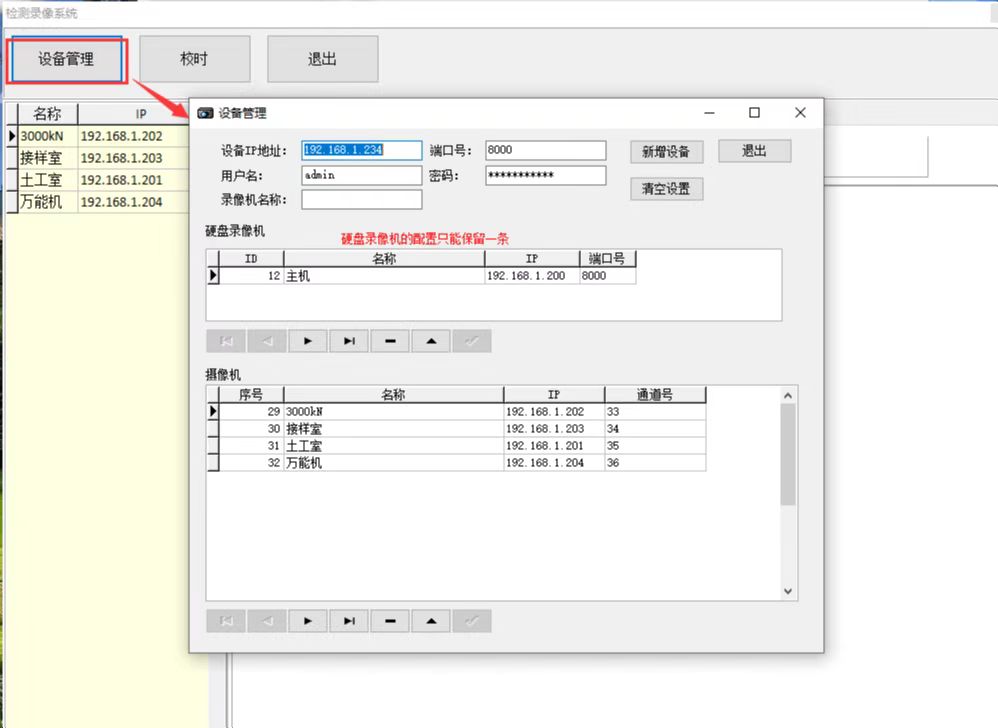 检测录像系统
设备管理 校时 退出
名称 IP
3000kN 192.168.1.202
接样室 192.168.1.203
土工室 192.168.1.201
万能机 192.168.1.204
设备管理
设备IP地址: 192.168.1.234 端口号: 8000 新增设备 退出
用户名: admin 密码: ***********
清空设置
录像机名称:
硬盘录像机
硬盘录像机的配置只能保留一条
ID 名称 IP 端口号
12 主机 192.168.1.200 8000
摄像机
序号 名称 IP 通道号
29 3000kN 192.168.1.202 33
30 接样室 192.168.1.203 34
31 土工室 192.168.1.201 35
32 万能机 192.168.1.204 36